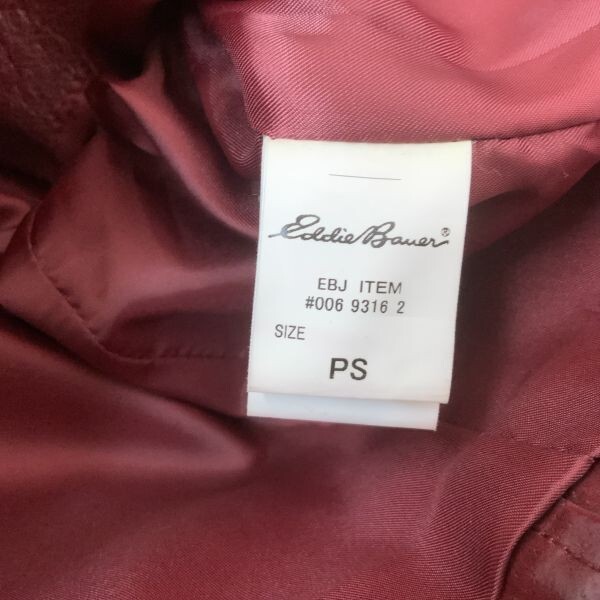 Eddie Bauer®
EBJ ITEM
#006 9316 2
SIZE
PS